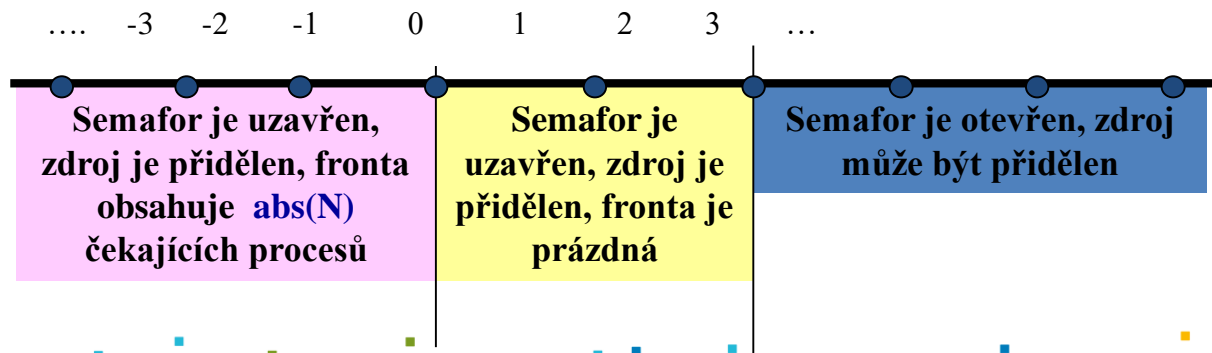 .... -3 -2 -1 0 1 2 3 ...
Semafor je uzavřen,
zdroj je přidělen, fronta
obsahuje abs(N)
čekajících procesů
Semafor je
uzavřen, zdroj je
přidělen, fronta je
prázdná
Semafor je otevřen, zdroj
může být přidělen